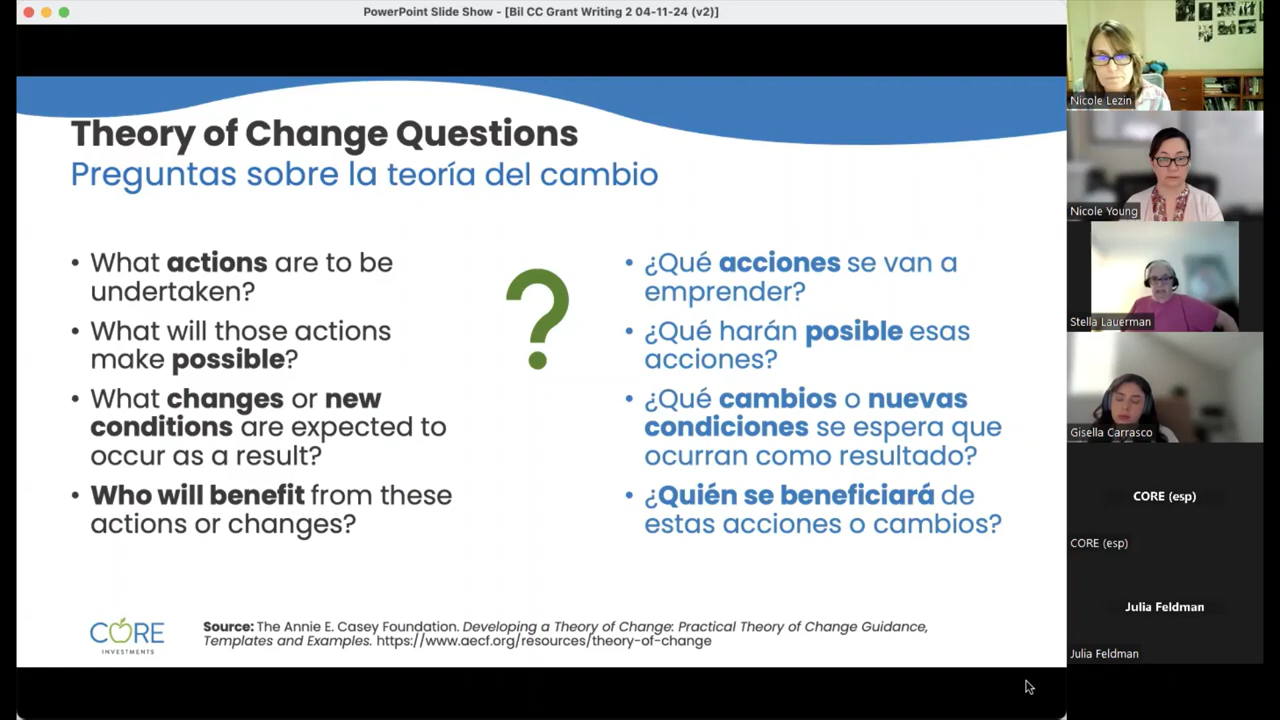 PowerPoint Slide Show - [Bil CC Grant Writing 2 04-11-24 (v2)]
Theory of Change Questions
Preguntas sobre la teoría del cambio
• What actions are to be
undertaken?
• What will those actions
make possible?
• What changes or new
conditions are expected to
occur as a result?
• Who will benefit from these
actions or changes?
?
• ¿Qué acciones se van a
emprender?
• ¿Qué harán posible esas
acciones?
• ¿Qué cambios o nuevas
condiciones se espera que
ocurran como resultado?
• ¿Quién se beneficiará de
estas acciones o cambios?
CORE
INVESTMENTS
Source: The Annie E. Casey Foundation. Developing a Theory of Change: Practical Theory of Change Guidance,
Templates and Examples. https://www.aecf.org/resources/theory-of-change
Nicole Lezin
Nicole Young
Stella Lauerman
Gisella Carrasco
CORE (esp)
CORE (esp)
Julia Feldman
Julia Feldman